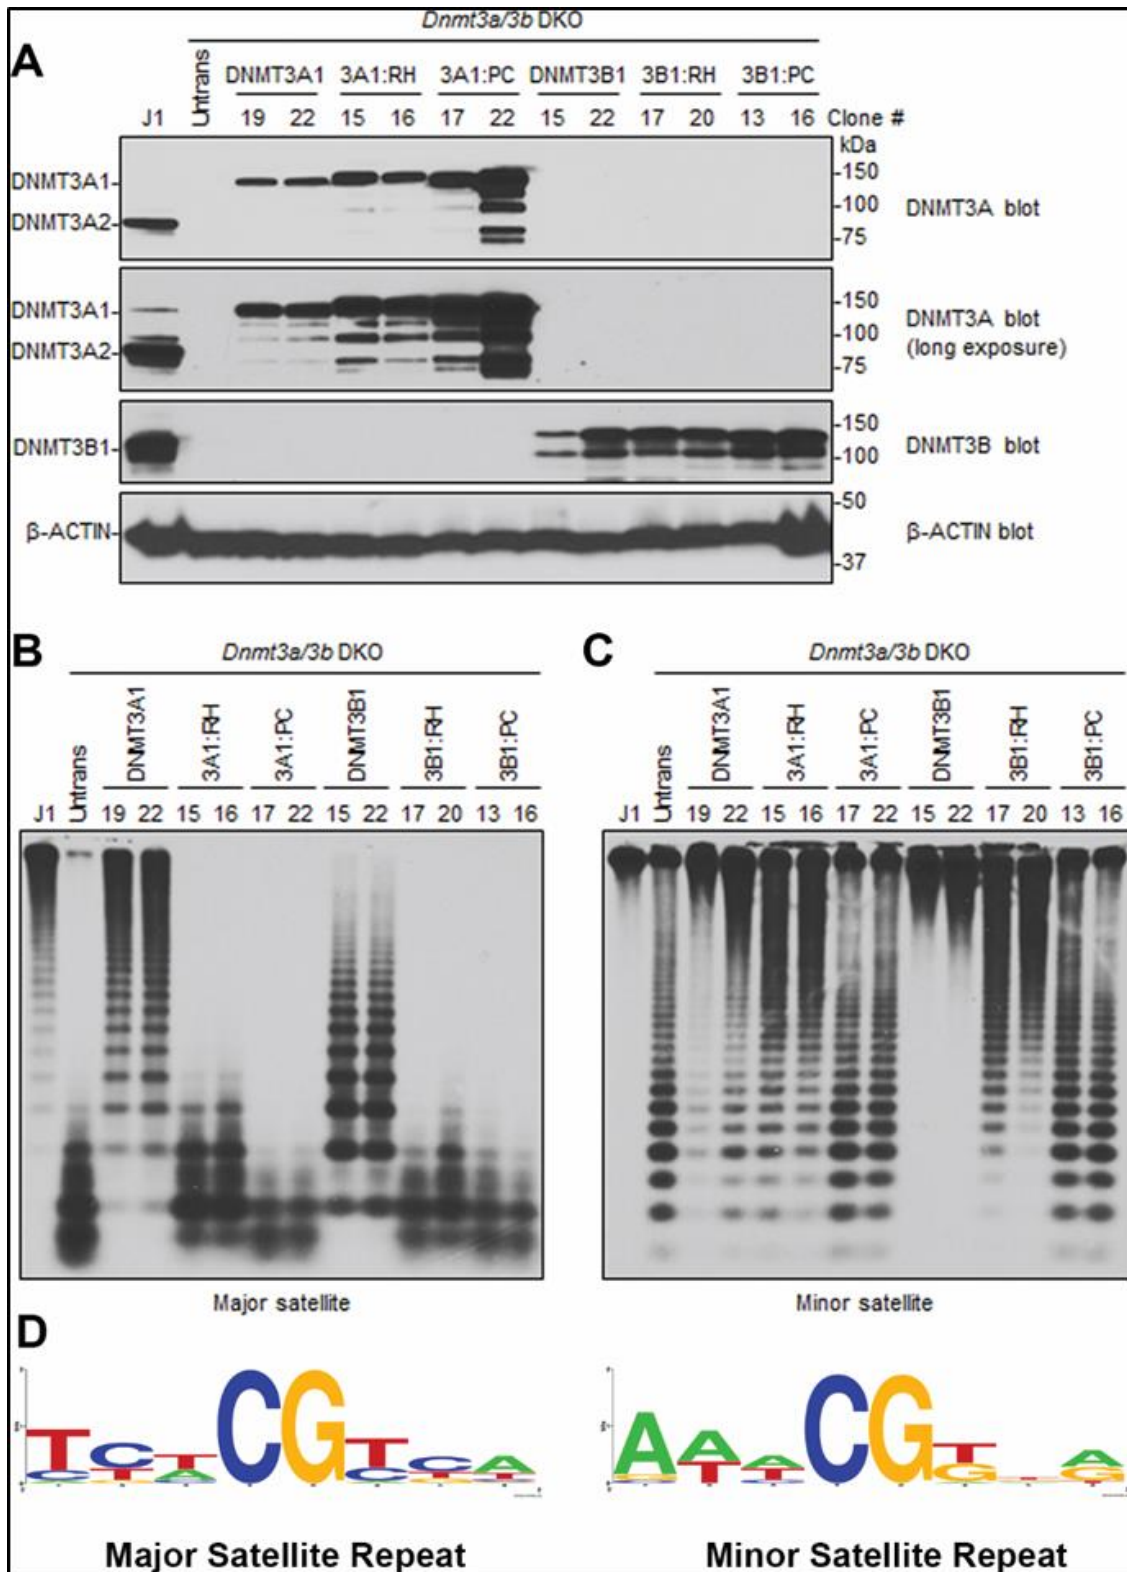 A
Dnmt3a/3b DKO
Untrans
DNMT3A1 3A1:RH 3A1:PC DNMT3B1 3B1:RH 3B1:PC
J1 19 22 15 16 17 22 15 22 17 20 13 16 Clone #
kDa
DNMT3A1-
DNMT3A2-
-150
-100
-75
DNMT3A blot
DNMT3A1-
DNMT3A2-
-150
-100
-75
DNMT3A blot
(long exposure)
DNMT3B1-
-150
-100
DNMT3B blot
β-ACTIN-
-50
-37
β-ACTIN blot
B
Dnmt3a/3b DKO
Untrans
DNMT3A1
3A1:RH
3A1:PC
DNMT3B1
3B1:RH
3B1:PC
J1 19 22 15 16 17 22 15 22 17 20 13 16
Major satellite
C
Dnmt3a/3b DKO
Untrans
DNMT3A1
3A1:RH
3A1:PC
DNMT3B1
3B1:RH
3B1:PC
J1 19 22 15 16 17 22 15 22 17 20 13 16
Minor satellite
D
TCTCGTCA
Major Satellite Repeat
AAACGTA
Minor Satellite Repeat